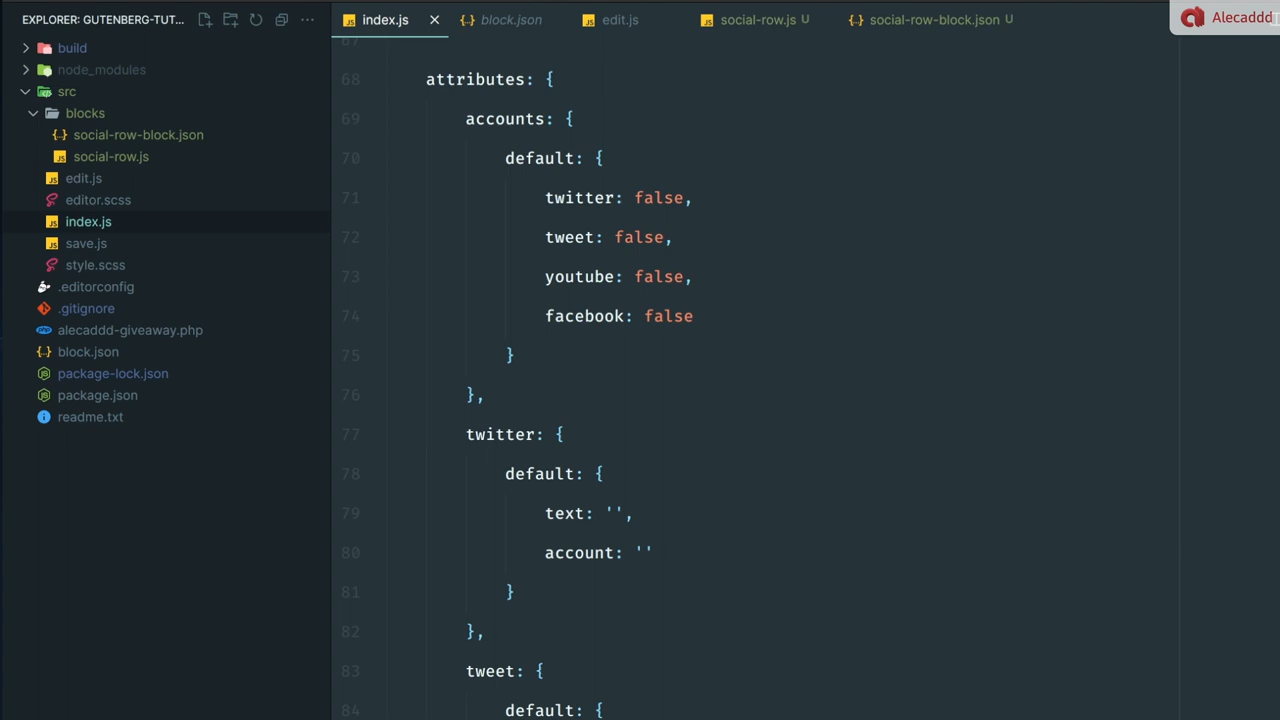 EXPLORER: GUTENBERG-TUT...
index.js
block.json
edit.js
social-row.js U
social-row-block.json U
Alecaddd
build
node_modules
src
blocks
social-row-block.json
social-row.js
edit.js
editor.scss
index.js
save.js
style.scss
.editorconfig
.gitignore
alecaddd-giveaway.php
block.json
package-lock.json
package.json
readme.txt
67
68 attributes: {
69 accounts: {
70 default: {
71 twitter: false,
72 tweet: false,
73 youtube: false,
74 facebook: false
75 }
76 },
77 twitter: {
78 default: {
79 text: '',
80 account: ''
81 }
82 },
83 tweet: {
84 default: {